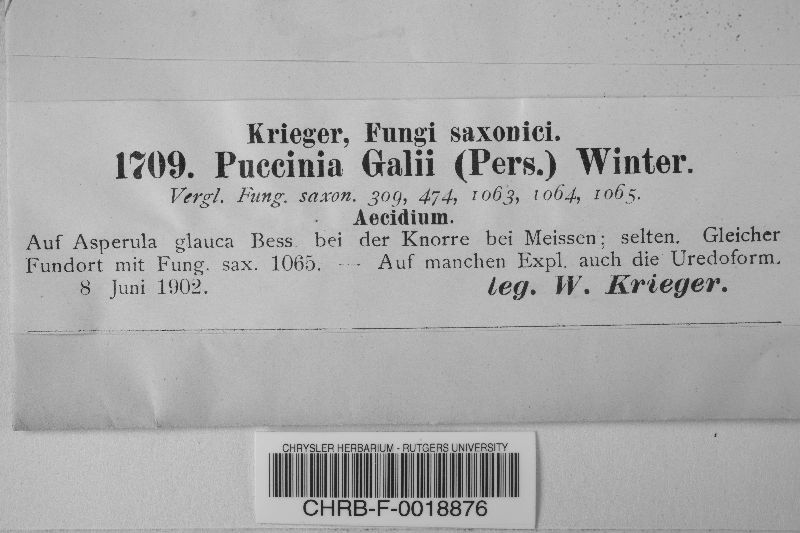 Krieger, Fungi saxonici.
1709. Puccinia Galii (Pers.) Winter.
Vergl. Fung. saxon. 309, 474, 1063, 1064, 1065.
Aecidium.
Auf Asperula glauca Bess. bei der Knorre bei Meissen; selten. Gleicher
Fundort mit Fung. sax. 1065. — Auf manchen Expl. auch die Uredoform.
8 Juni 1902. leg. W. Krieger.
CHRYSLER HERBARIUM - RUTGERS UNIVERSITY
CHRB-F-0018876